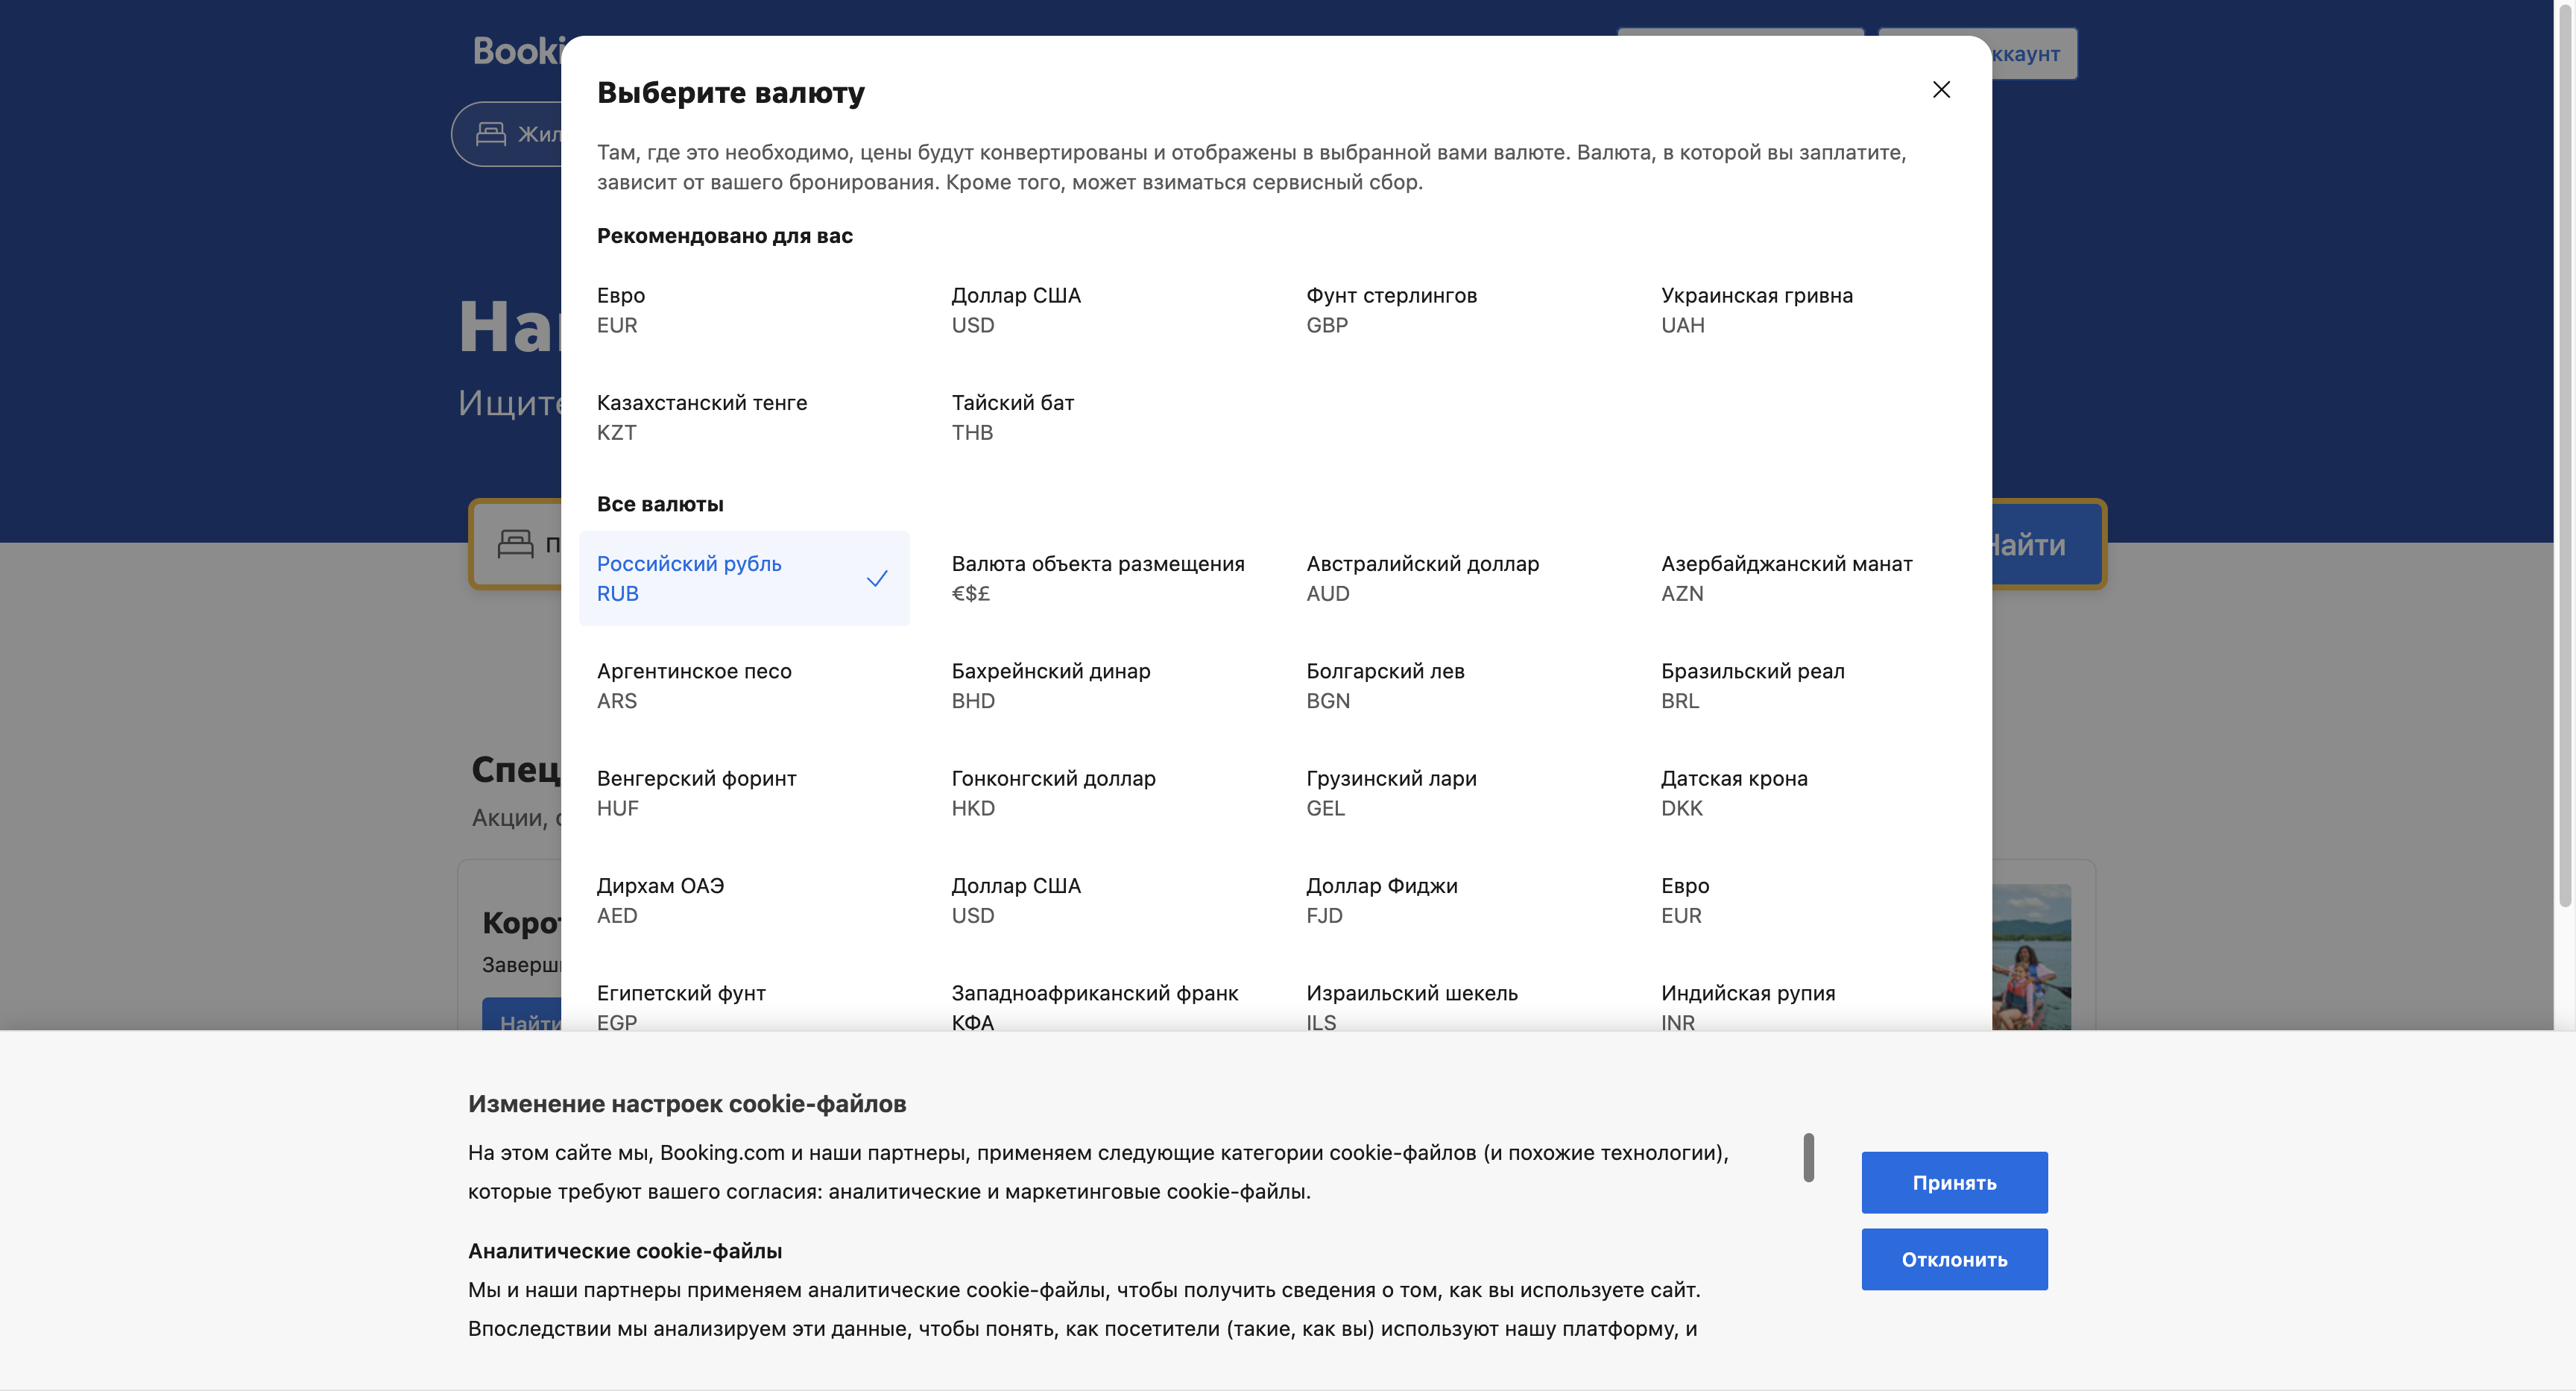 Выберите валюту
ккаунт
Там, где это необходимо, цены будут конвертированы и отображены в выбранной вами валюте. Валюта, в которой вы заплатите,
зависит от вашего бронирования. Кроме того, может взиматься сервисный сбор.
Рекомендовано для вас
Евро
EUR
Доллар США
USD
Фунт стерлингов
GBP
Украинская гривна
UAH
Казахстанский тенге
KZT
Тайский бат
THB
Все валюты
Российский рубль
RUB
Валюта объекта размещения
€$£
Австралийский доллар
AUD
Азербайджанский манат
AZN
Найти
Аргентинское песо
ARS
Бахрейнский динар
BHD
Болгарский лев
BGN
Бразильский реал
BRL
Спец
Венгерский форинт
HUF
Гонконгский доллар
HKD
Грузинский лари
GEL
Датская крона
DKK
Акции,
Дирхам ОАЭ
AED
Доллар США
USD
Доллар Фиджи
FJD
Евро
EUR
Египетский фунт
EGP
Западноафриканский франк
КФА
Израильский шекель
ILS
Индийская рупия
INR
Найти
Изменение настроек cookie-файлов
На этом сайте мы, Booking.com и наши партнеры, применяем следующие категории cookie-файлов (и похожие технологии),
которые требуют вашего согласия: аналитические и маркетинговые cookie-файлы.
Аналитические cookie-файлы
Мы и наши партнеры применяем аналитические cookie-файлы, чтобы получить сведения о том, как вы используете сайт.
Впоследствии мы анализируем эти данные, чтобы понять, как посетители (такие, как вы) используют нашу платформу, и
Принять
Отклонить